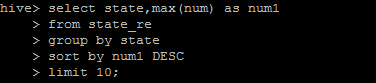 hive> select state,max(num) as num1
    > from state_re
    > group by state
    > sort by num1 DESC
    > limit 10;